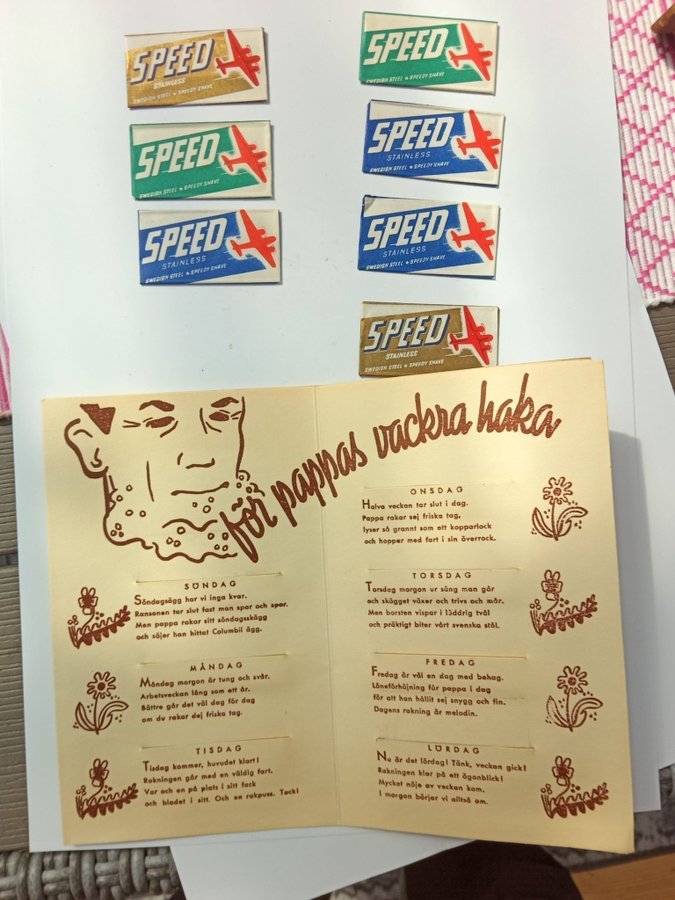 SPEED
STAINLESS
SWEDISH STEEL ★ SPEEDY SHAVE
SPEED
SWEDISH STEEL ★ SPEEDY SHAVE
SPEED
STAINLESS
SWEDISH STEEL ★ SPEEDY SHAVE
SPEED
SWEDISH STEEL ★ SPEEDY SHAVE
SPEED
STAINLESS
SWEDISH STEEL ★ SPEEDY SHAVE
SPEED
STAINLESS
SWEDISH STEEL ★ SPEEDY SHAVE
SPEED
STAINLESS
SWEDISH STEEL ★ SPEEDY SHAVE
för pappas vackra haka
SÖNDAG
Söndagsägg har vi inga kvar.
Ransonen tar slut fast man spar och spar.
Men pappa rakar sitt söndagsskägg
och säjer han hittat Columbi ägg.
MÅNDAG
Måndag morgon är tung och svår.
Arbetsveckan lång som ett år.
Bättre går det väl dag för dag
om du rakar dej friska tag.
TISDAG
Tisdag kommer, huvudet klart!
Rakningen går med en väldig fart.
Var och en på plats i sitt fack
och bladet i sitt. Och en rakpuss. Tack!
ONSDAG
Halva veckan tar slut i dag.
Pappa rakar sej friska tag,
lyser så grannt som ett kopparlock
och hoppar med fart i sin överrock.
TORSDAG
Torsdag morgon ur säng man går
och skägget växer och trivs och mår.
Men borsten vispar i löddrig tvål
och präktigt biter vårt svenska stål.
FREDAG
Fredag är väl en dag med behag.
Löneförhöjning får pappa i dag
för att han hållit sej snygg och fin.
Dagens rakning är melodin.
LÖRDAG
Nu är det lördag! Tänk, veckan gick!
Rakningen klar på ett ögonblick!
Mycket nöje av veckan kom.
I morgon börjar vi alltså om.